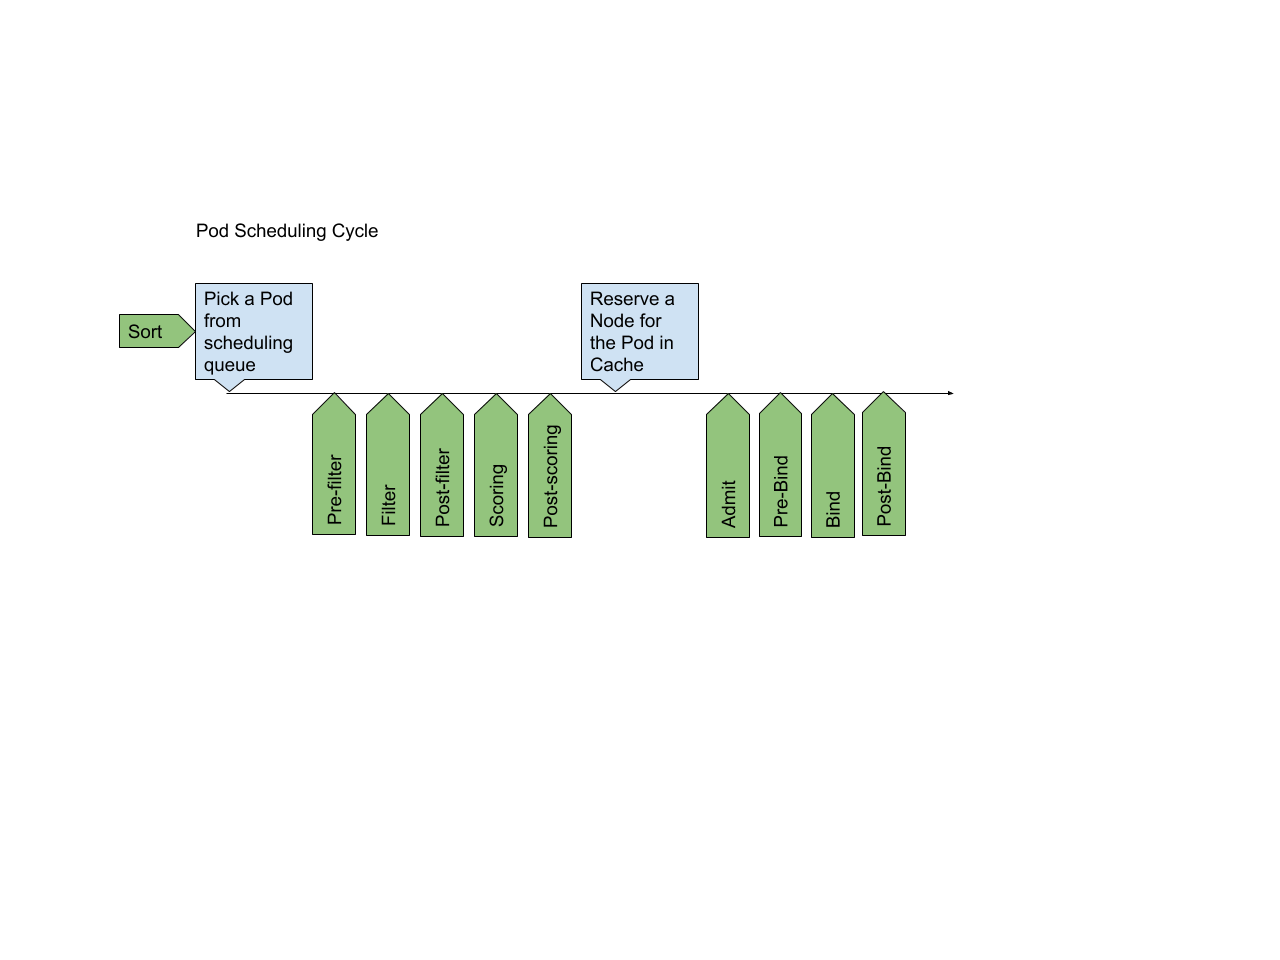 Pod Scheduling Cycle
Sort
Pick a Pod
from
scheduling
queue
Reserve a
Node for
the Pod in
Cache
Pre-filter
Filter
Post-filter
Scoring
Post-scoring
Admit
Pre-Bind
Bind
Post-Bind